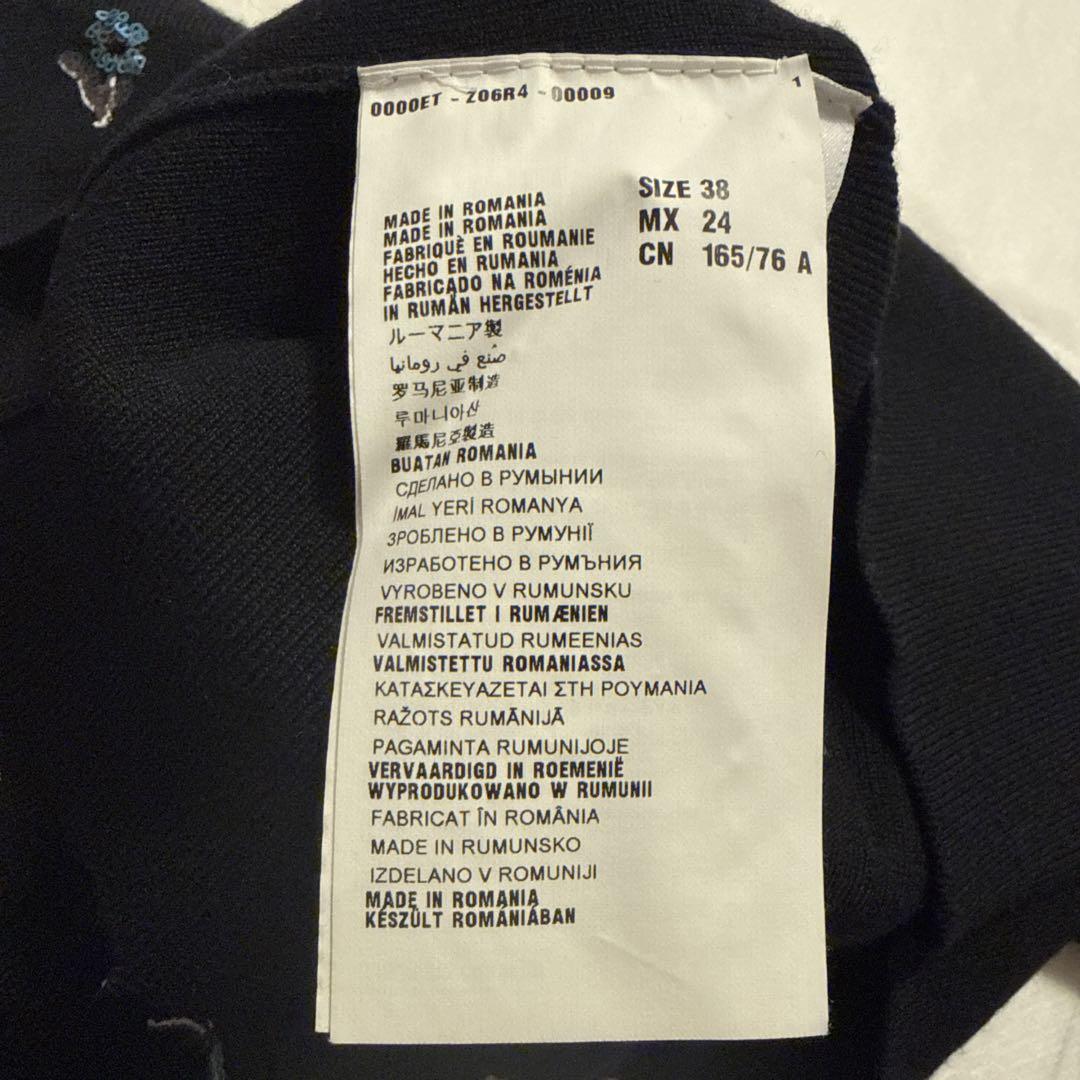 0000ET - Z06R4 - 00009
1
SIZE 38
MX 24
CN 165/76 A
MADE IN ROMANIA
MADE IN ROMANIA
FABRIQUÈ EN ROUMANIE
HECHO EN RUMANIA
FABRICADO NA ROMÉNIA
IN RUMÄN HERGESTELLT
ルーマニア製
صُنع في رومانيا
罗马尼亚制造
루마니아산
羅馬尼亞製造
BUATAN ROMANIA
СДЕЛАНО В РУМЫНИИ
İMAL YERİ ROMANYA
ЗРОБЛЕНО В РУМУНІЇ
ИЗРАБОТЕНО В РУМЪНИЯ
VYROBENO V RUMUNSKU
FREMSTILLET I RUMÆNIEN
VALMISTATUD RUMEENIAS
VALMISTETTU ROMANIASSA
ΚΑΤΑΣΚΕΥΑΖΕΤΑΙ ΣΤΗ ΡΟΥΜΑΝΙΑ
RAŽOTS RUMĀNIJĀ
PAGAMINTA RUMUNIJOJE
VERVAARDIGD IN ROEMENIË
WYPRODUKOWANO W RUMUNII
FABRICAT ÎN ROMÂNIA
MADE IN RUMUNSKO
IZDELANO V ROMUNIJI
MADE IN ROMANIA
KÉSZÜLT ROMÁNIÁBAN